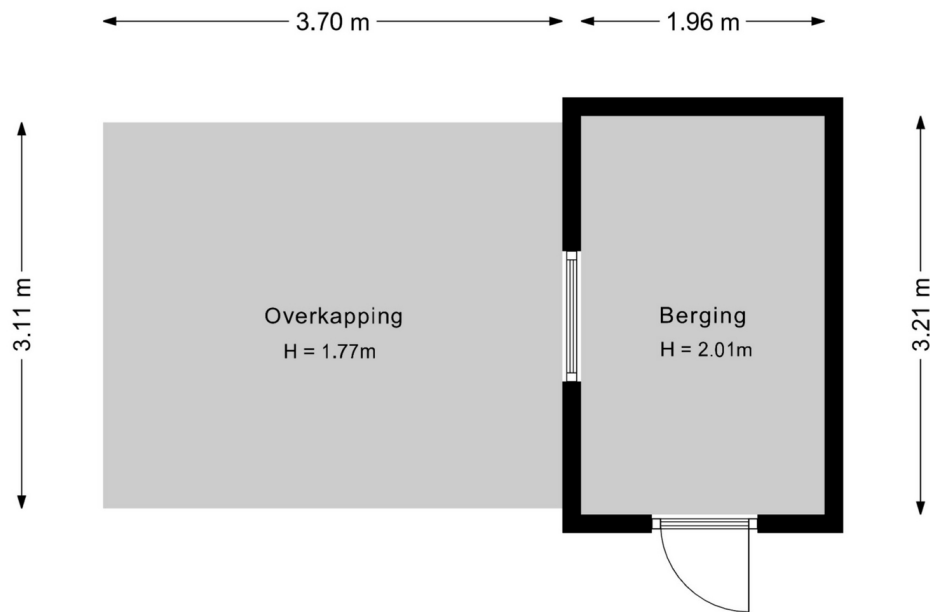 3.70 m
1.96 m
3.11 m
3.21 m
Overkapping
H = 1.77m
Berging
H = 2.01m